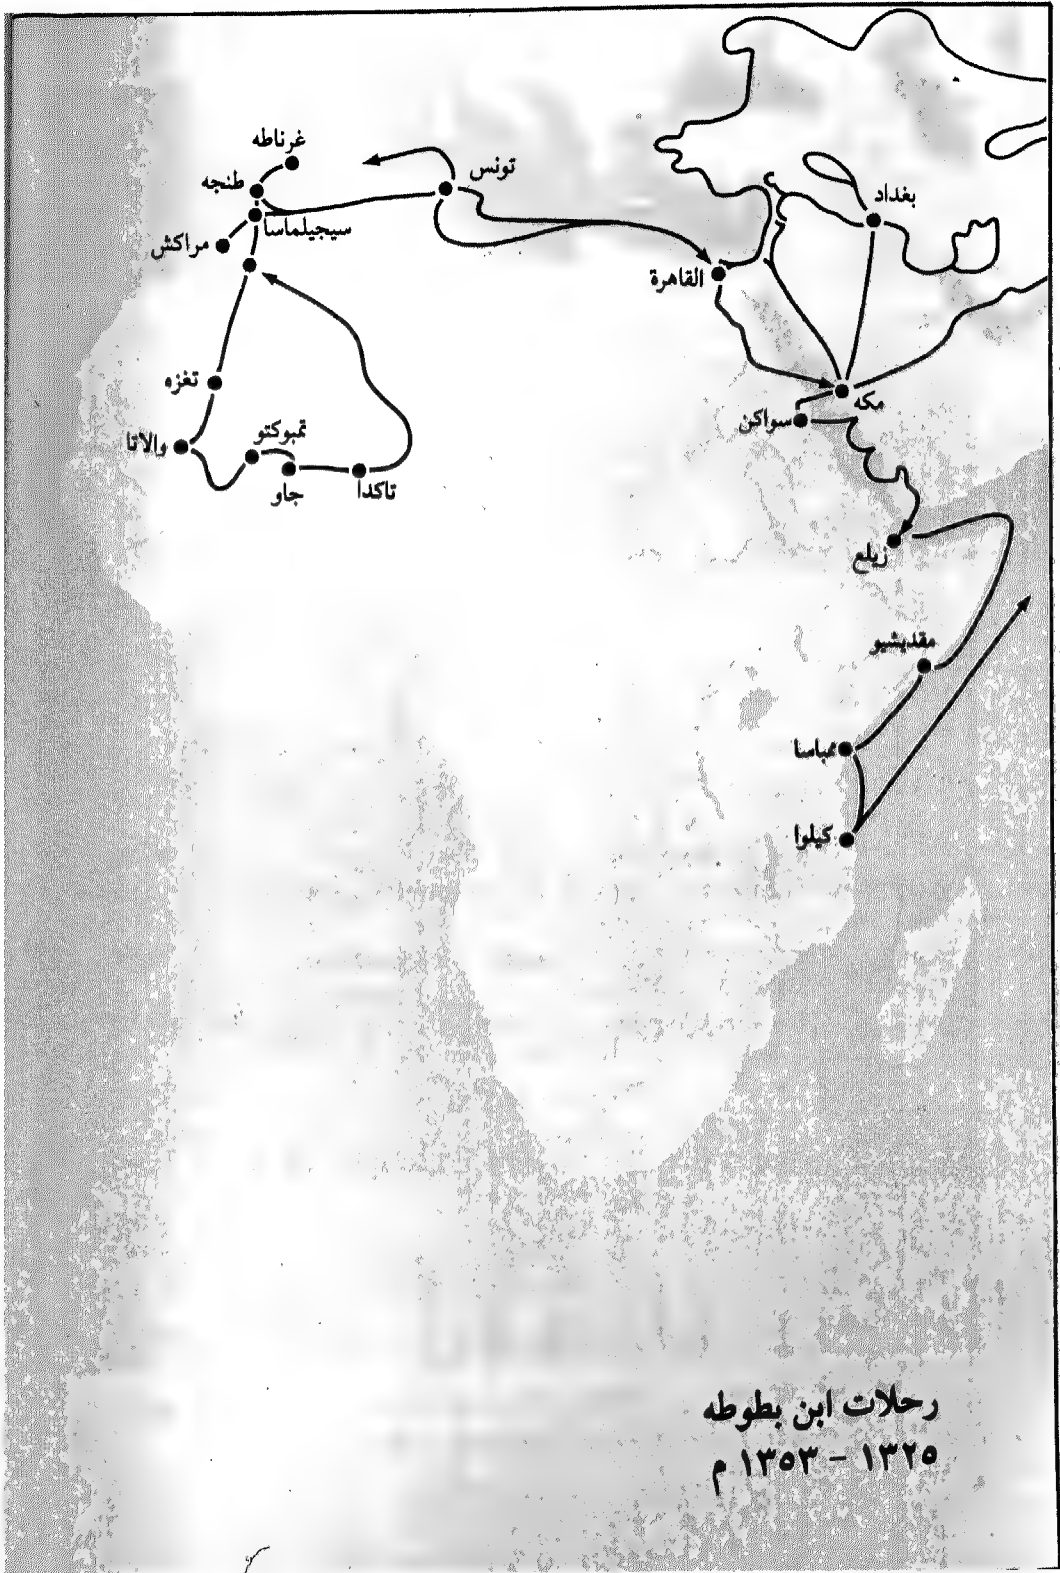 غرناطه
طنجه
تونس
سيجيلماسا
مراكش
بغداد
القاهرة
تغزه
مكه
سواكن
والاتا
تمبوكتو
جاو
تاكدا
زيلع
مقديشيو
ممباسا
كيلوا
رحلات ابن بطوطه
١٣٢٥ - ١٣٥٣ م